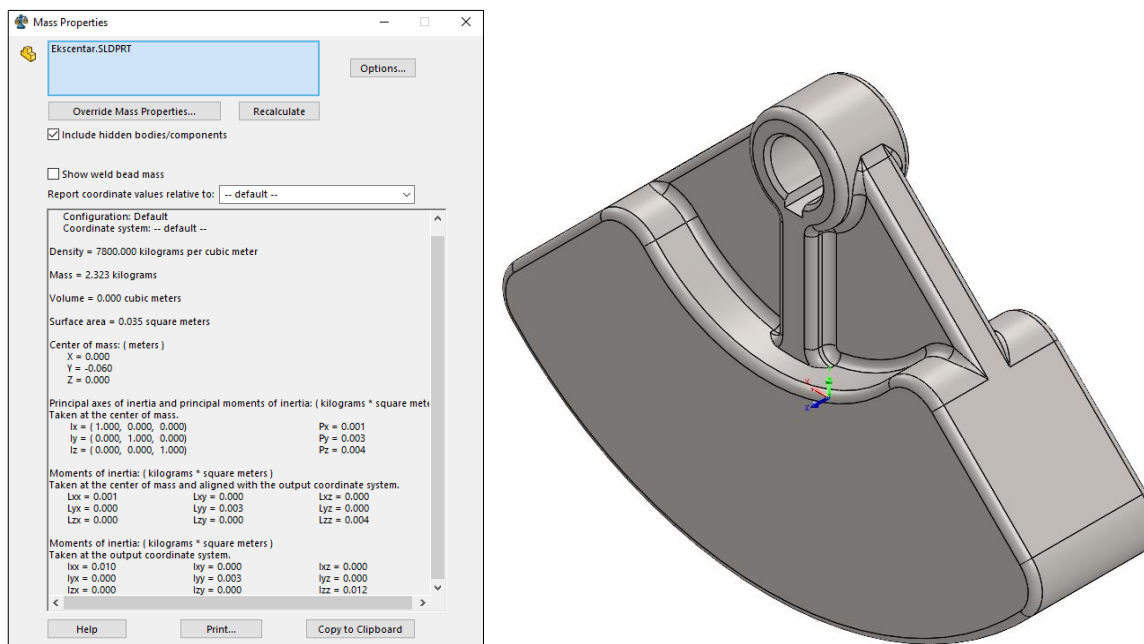 Mass Properties
Ekscentar.SLDPRT
Options...
Override Mass Properties... Recalculate
Include hidden bodies/components
Show weld bead mass
Report coordinate values relative to: -- default --
Configuration: Default
Coordinate system: -- default --
Density = 7800.000 kilograms per cubic meter
Mass = 2.323 kilograms
Volume = 0.000 cubic meters
Surface area = 0.035 square meters
Center of mass: ( meters )
X = 0.000
Y = -0.060
Z = 0.000
Principal axes of inertia and principal moments of inertia: ( kilograms * square mete
Taken at the center of mass.
Ix = ( 1.000, 0.000, 0.000) Px = 0.001
Iy = ( 0.000, 1.000, 0.000) Py = 0.003
Iz = ( 0.000, 0.000, 1.000) Pz = 0.004
Moments of inertia: ( kilograms * square meters )
Taken at the center of mass and aligned with the output coordinate system.
Lxx = 0.001 Lxy = 0.000 Lxz = 0.000
Lyx = 0.000 Lyy = 0.003 Lyz = 0.000
Lzx = 0.000 Lzy = 0.000 Lzz = 0.004
Moments of inertia: ( kilograms * square meters )
Taken at the output coordinate system.
Ixx = 0.010 Ixy = 0.000 Ixz = 0.000
Iyx = 0.000 Iyy = 0.003 Iyz = 0.000
Izx = 0.000 Izy = 0.000 Izz = 0.012
Help Print... Copy to Clipboard
X
Z